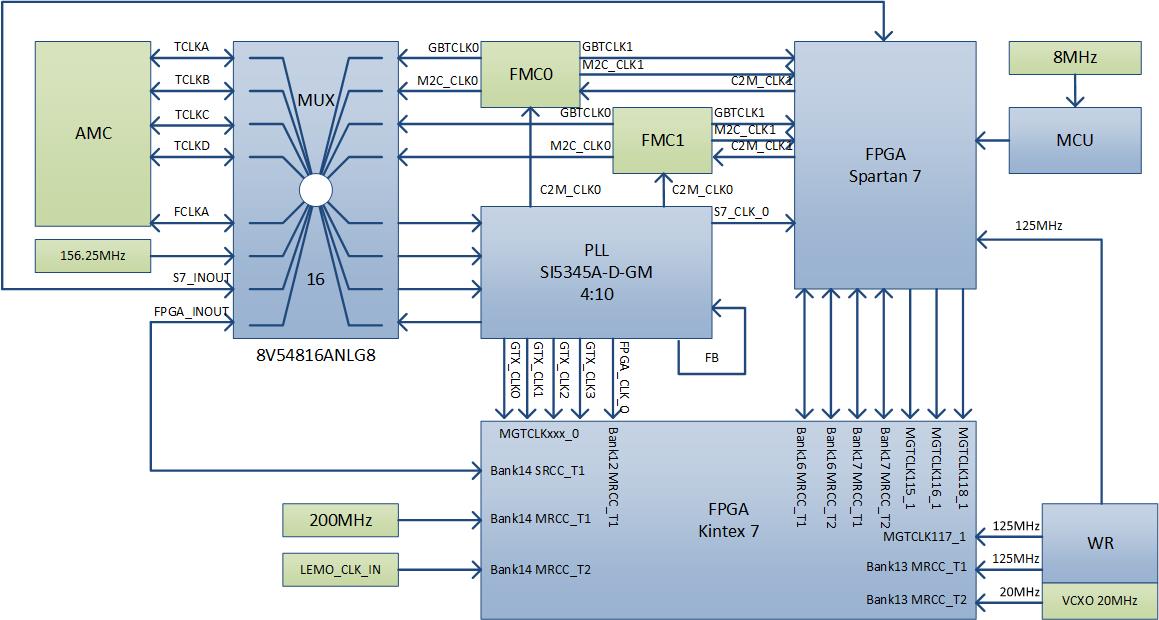 TCLKA
GBTCLK0
GBTCLK1
FMC0
M2C_CLK1
8MHz
TCLKB
MUX
M2C_CLK0
C2M_CLK1
TCLKC
GBTCLK0
GBTCLK1
AMC
FMC1
M2C_CLK1
MCU
TCLKD
M2C_CLK0
C2M_CLK1
FPGA
Spartan 7
C2M_CLK0
C2M_CLK0
FCLKA
S7_CLK_0
125MHz
156.25MHz
PLL
SI5345A-D-GM
4:10
S7_INOUT
16
FPGA_INOUT
8V54816ANLG8
FB
GTX_CLK0
GTX_CLK1
GTX_CLK2
GTX_CLK3
FPGA_CLK_0
MGTCLKxxx_0
Bank12 MRCC_T1
Bank16 MRCC_T1
Bank16 MRCC_T2
Bank17 MRCC_T1
Bank17 MRCC_T2
MGTCLK115_1
MGTCLK116_1
MGTCLK118_1
Bank14 SRCC_T1
200MHz
Bank14 MRCC_T1
FPGA
Kintex 7
MGTCLK117_1
125MHz
WR
LEMO_CLK_IN
Bank14 MRCC_T2
Bank13 MRCC_T1
125MHz
Bank13 MRCC_T2
20MHz
VCXO 20MHz